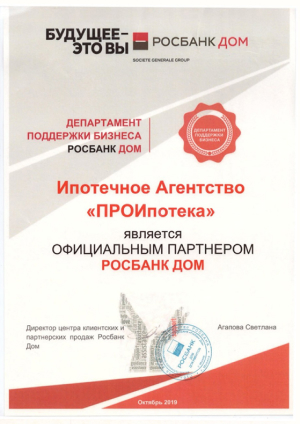 БУДУЩЕЕ–
ЭТО ВЫ
РОСБАНК ДОМ
SOCIETE GENERALE GROUP
ДЕПАРТАМЕНТ
ПОДДЕРЖКИ БИЗНЕСА
РОСБАНК ДОМ
ДЕПАРТАМЕНТ
ПОДДЕРЖКИ
БИЗНЕСА
Ипотечное Агентство
«ПРОИпотека»
является
ОФИЦИАЛЬНЫМ ПАРТНЕРОМ
РОСБАНК ДОМ
Директор центра клиентских и
партнерских продаж Росбанк
Дом
Агапова Светлана
РОСБАНК
Октябрь 2019